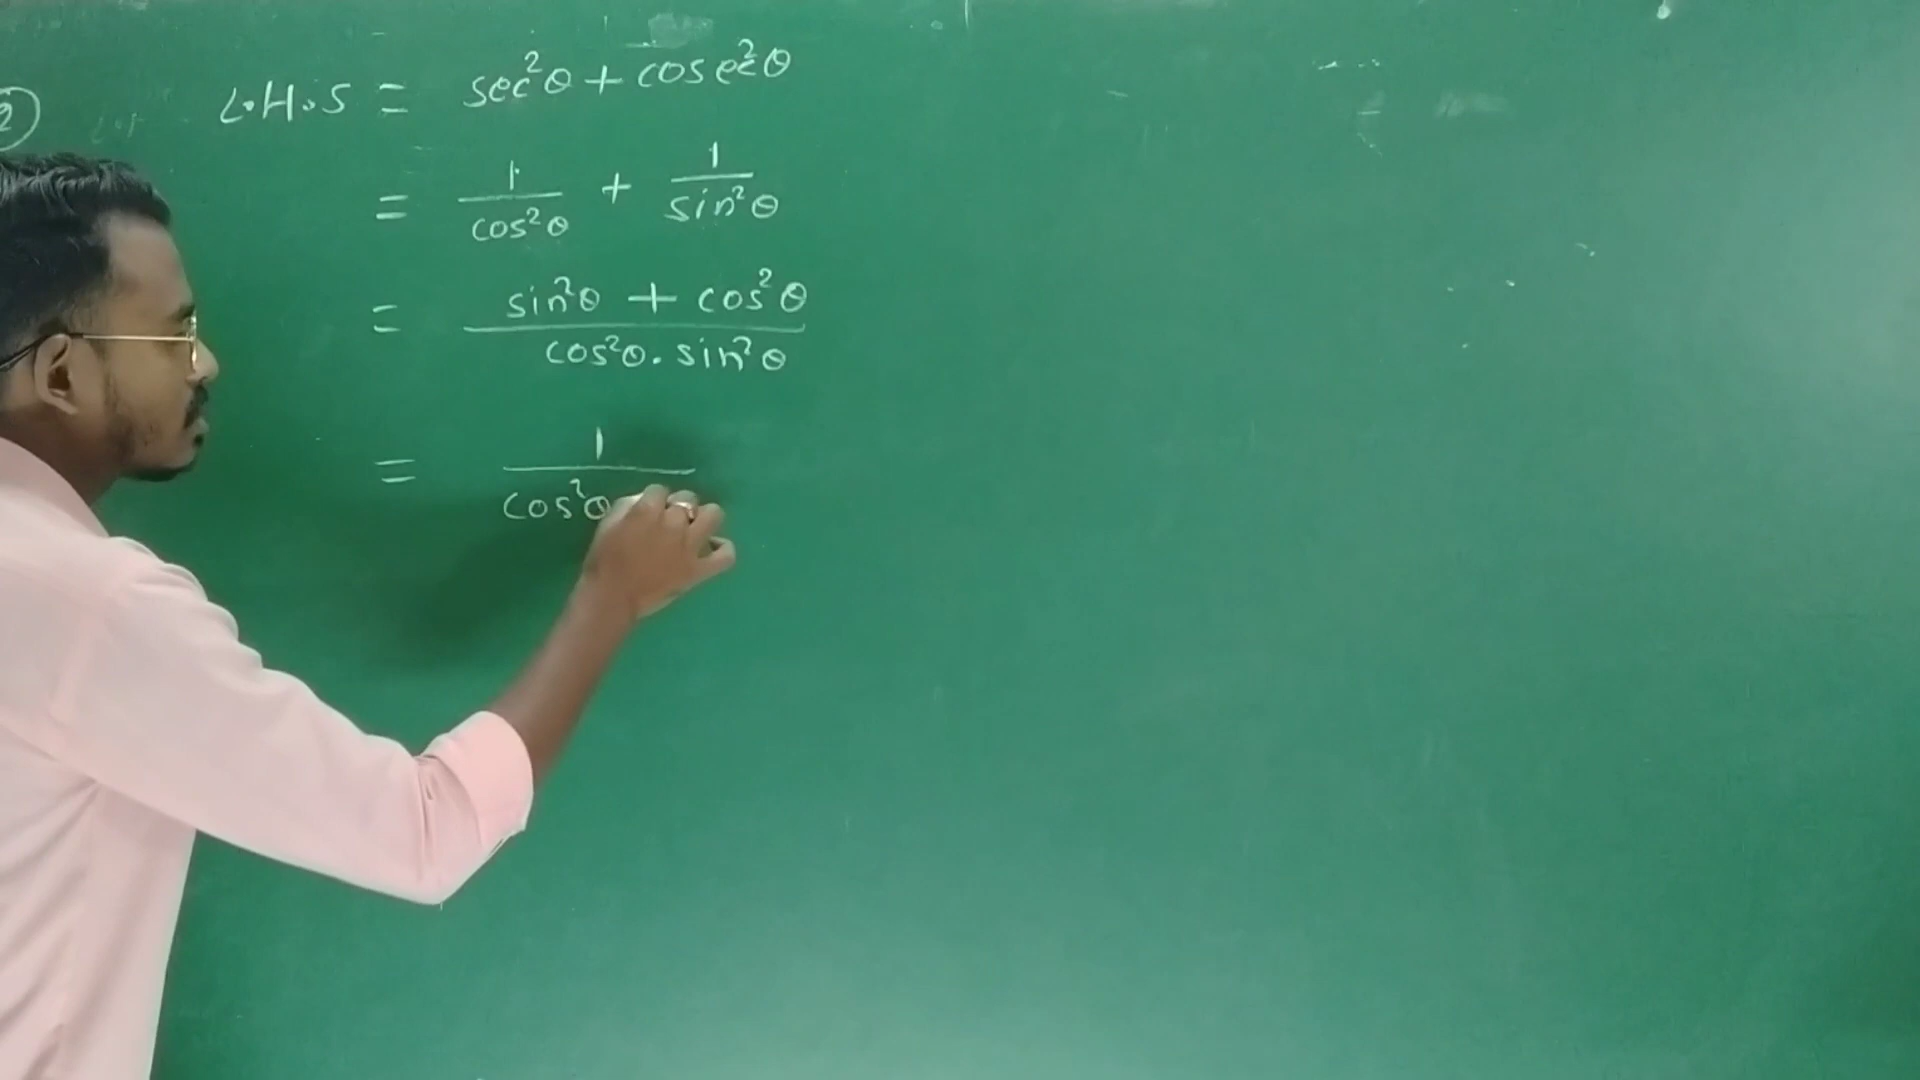 2
L.H.S = sec²θ + cosec²θ
= 1/cos²θ + 1/sin²θ
= sin²θ + cos²θ / cos²θ . sin²θ
= 1/cos²θ